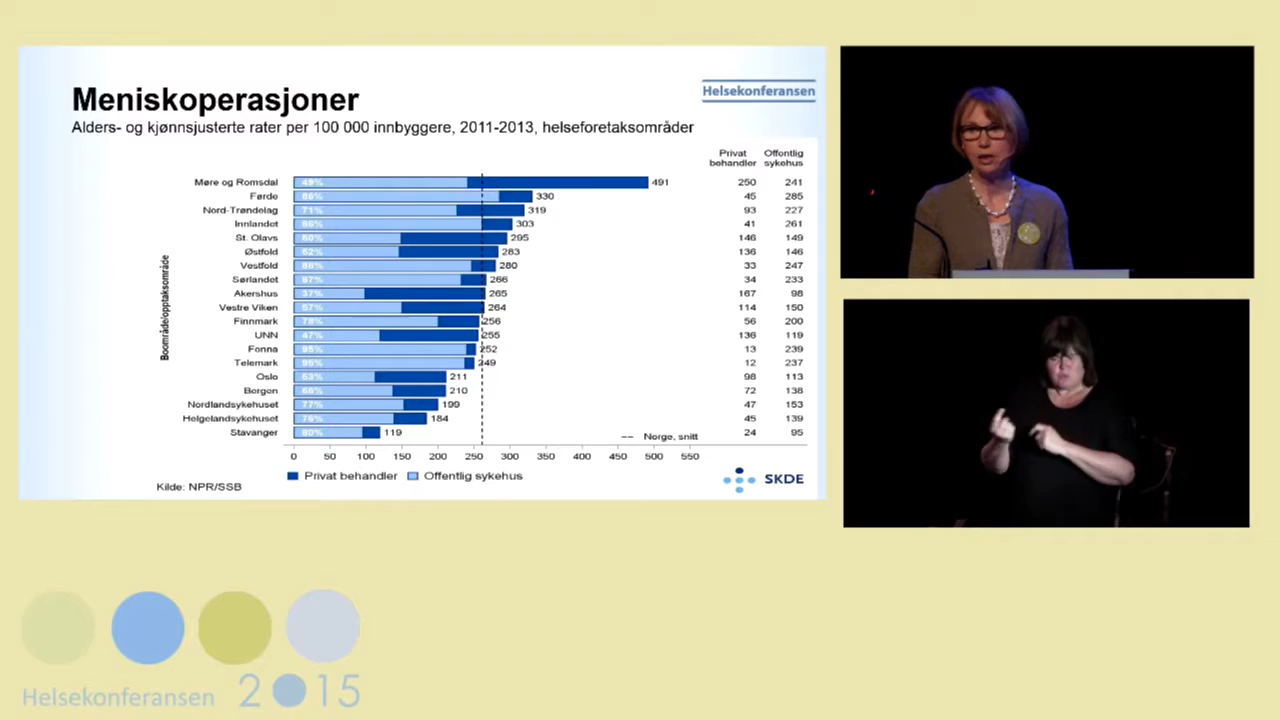 Meniskoperasjoner
Helsekonferansen
Alders- og kjønnsjusterte rater per 100 000 innbyggere, 2011-2013, helseforetaksområder
Privat behandler Offentlig sykehus
Boområde/opptaksområde
Møre og Romsdal 49% 491 250 241
Førde 86% 330 45 285
Nord-Trøndelag 71% 319 93 227
Innlandet 86% 303 41 261
St. Olavs 50% 295 146 149
Østfold 52% 283 136 146
Vestfold 88% 280 33 247
Sørlandet 87% 266 34 233
Akershus 37% 265 167 98
Vestre Viken 57% 264 114 150
Finnmark 78% 256 56 200
UNN 47% 255 136 119
Fonna 95% 252 13 239
Telemark 95% 249 12 237
Oslo 53% 211 98 113
Bergen 66% 210 72 138
Nordlandsykehuset 77% 199 47 153
Helgelandsykehuset 76% 184 45 139
Stavanger 80% 119 24 95
Norge, snitt
0 50 100 150 200 250 300 350 400 450 500 550
Privat behandler Offentlig sykehus
Kilde: NPR/SSB
SKDE
Helsekonferansen 2015